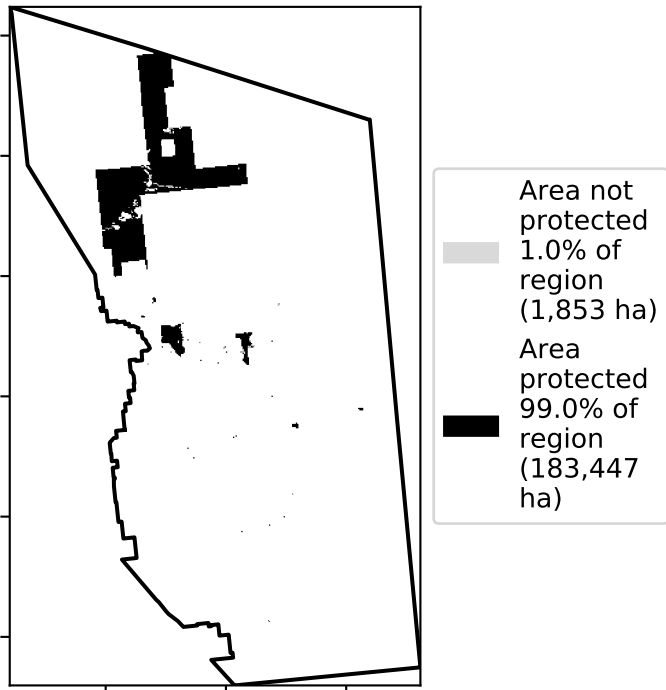 Area not
protected
1.0% of
region
(1,853 ha)
Area
protected
99.0% of
region
(183,447
ha)